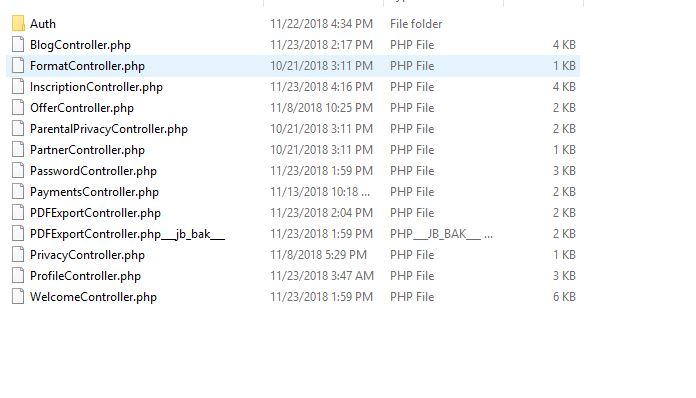 Auth 11/22/2018 4:34 PM File folder
BlogController.php 11/23/2018 2:17 PM PHP File 4 KB
FormatController.php 10/21/2018 3:11 PM PHP File 1 KB
InscriptionController.php 11/23/2018 4:16 PM PHP File 4 KB
OfferController.php 11/8/2018 10:25 PM PHP File 2 KB
ParentalPrivacyController.php 10/21/2018 3:11 PM PHP File 2 KB
PartnerController.php 10/21/2018 3:11 PM PHP File 1 KB
PasswordController.php 11/23/2018 1:59 PM PHP File 3 KB
PaymentsController.php 11/13/2018 10:18 ... PHP File 2 KB
PDFExportController.php 11/23/2018 2:04 PM PHP File 2 KB
PDFExportController.php___jb_bak___ 11/23/2018 1:59 PM PHP___JB_BAK___ ... 2 KB
PrivacyController.php 11/8/2018 5:29 PM PHP File 1 KB
ProfileController.php 11/23/2018 3:47 AM PHP File 3 KB
WelcomeController.php 11/23/2018 1:59 PM PHP File 6 KB